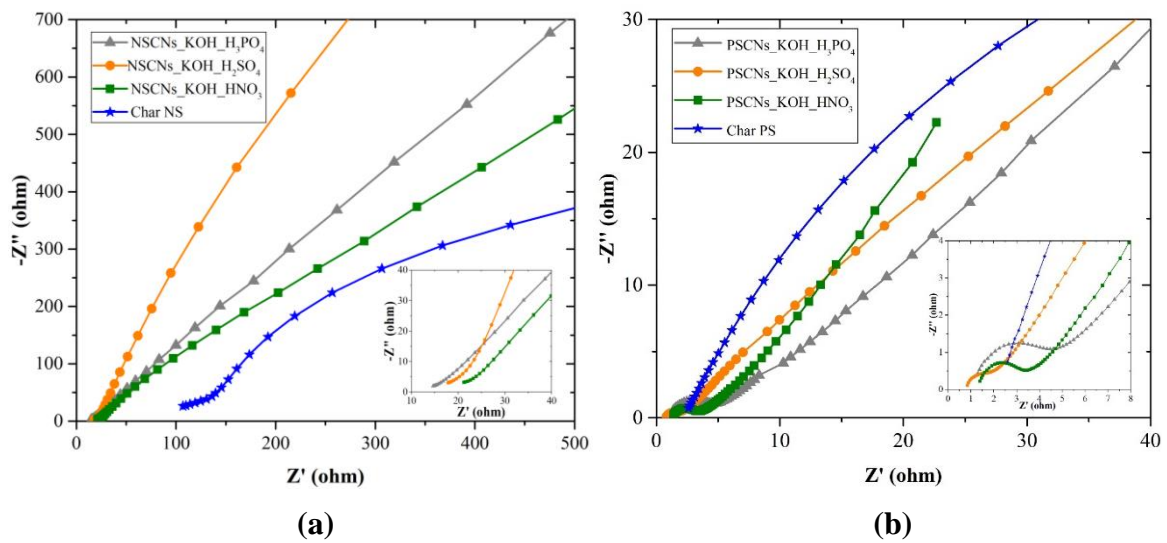 700
600
500
400
300
200
100
0
-Z" (ohm)
NSCNs_KOH_H₃PO₄
NSCNs_KOH_H₂SO₄
NSCNs_KOH_HNO₃
Char NS
40
30
20
10
0
-Z" (ohm)
10 20 30 40
Z' (ohm)
0 100 200 300 400 500
Z' (ohm)
(a)
30
20
10
0
-Z" (ohm)
PSCNs_KOH_H₃PO₄
PSCNs_KOH_H₂SO₄
PSCNs_KOH_HNO₃
Char PS
4
3
2
1
0
-Z" (ohm)
0 1 2 3 4 5 6 7 8
Z' (ohm)
0 10 20 30 40
Z' (ohm)
(b)